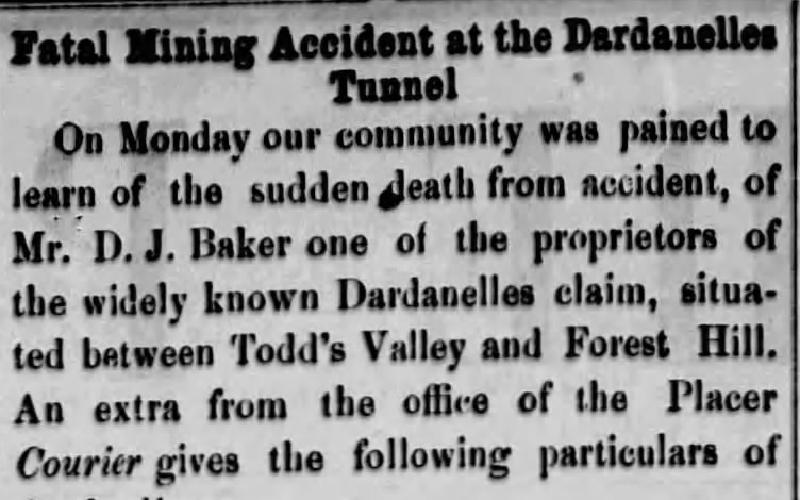 Fatal Mining Accident at the Dardanelles
Tunnel
On Monday our community was pained to
learn of the sudden death from accident, of
Mr. D. J. Baker one of the proprietors of
the widely known Dardanelles claim, situa-
ted between Todd's Valley and Forest Hill.
An extra from the office of the Placer
Courier gives the following particulars of